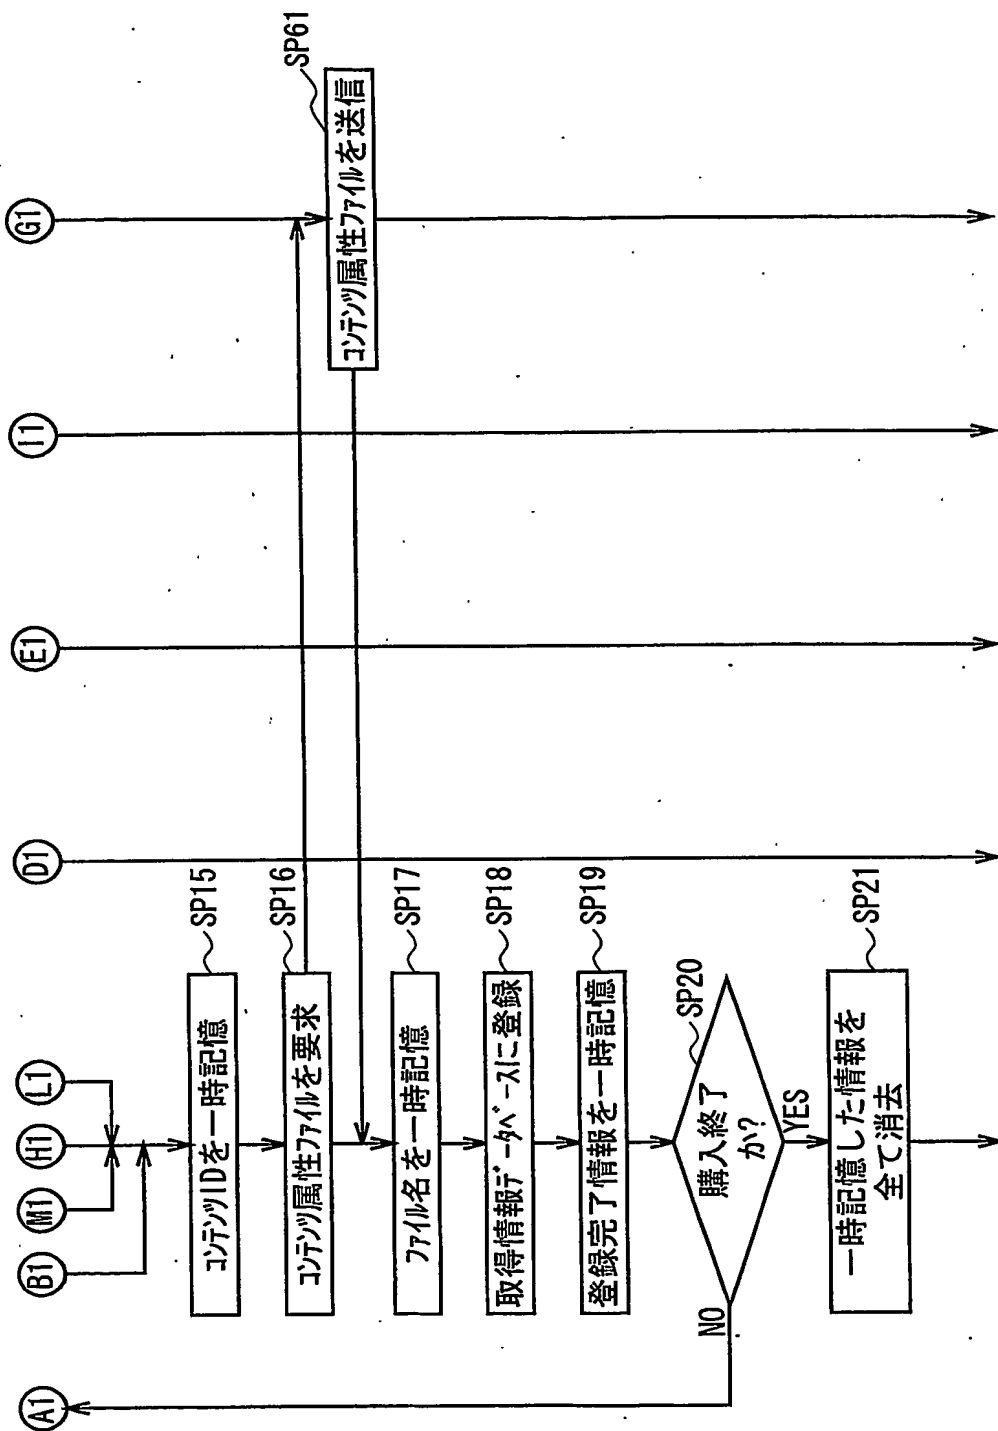 A1
B1
M1
H1
L1
D1
E1
I1
G1
コンテンツIDを一時記憶
SP15
コンテンツ属性ファイルを要求
SP16
コンテンツ属性ファイルを送信
SP61
ファイル名を一時記憶
SP17
取得情報データベースに登録
SP18
登録完了情報を一時記憶
SP19
購入終了
か?
SP20
NO
YES
一時記憶した情報を
全て消去
SP21